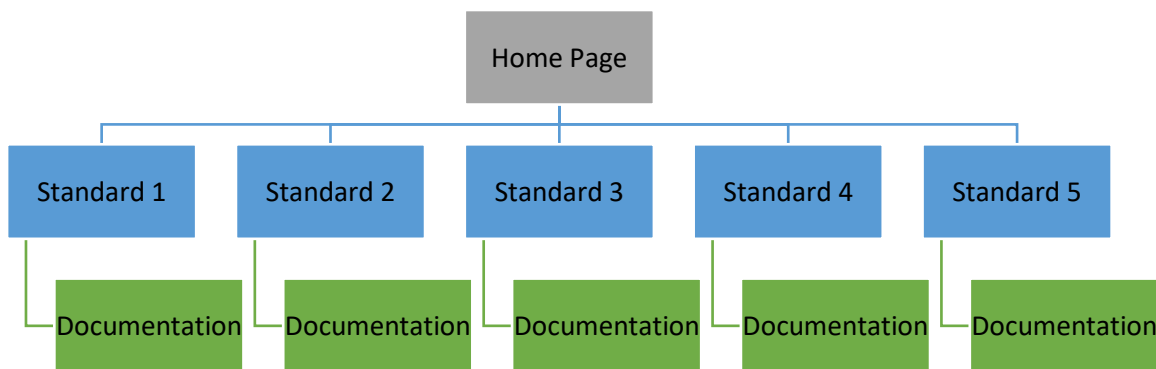 Home Page
Standard 1
Standard 2
Standard 3
Standard 4
Standard 5
Documentation
Documentation
Documentation
Documentation
Documentation